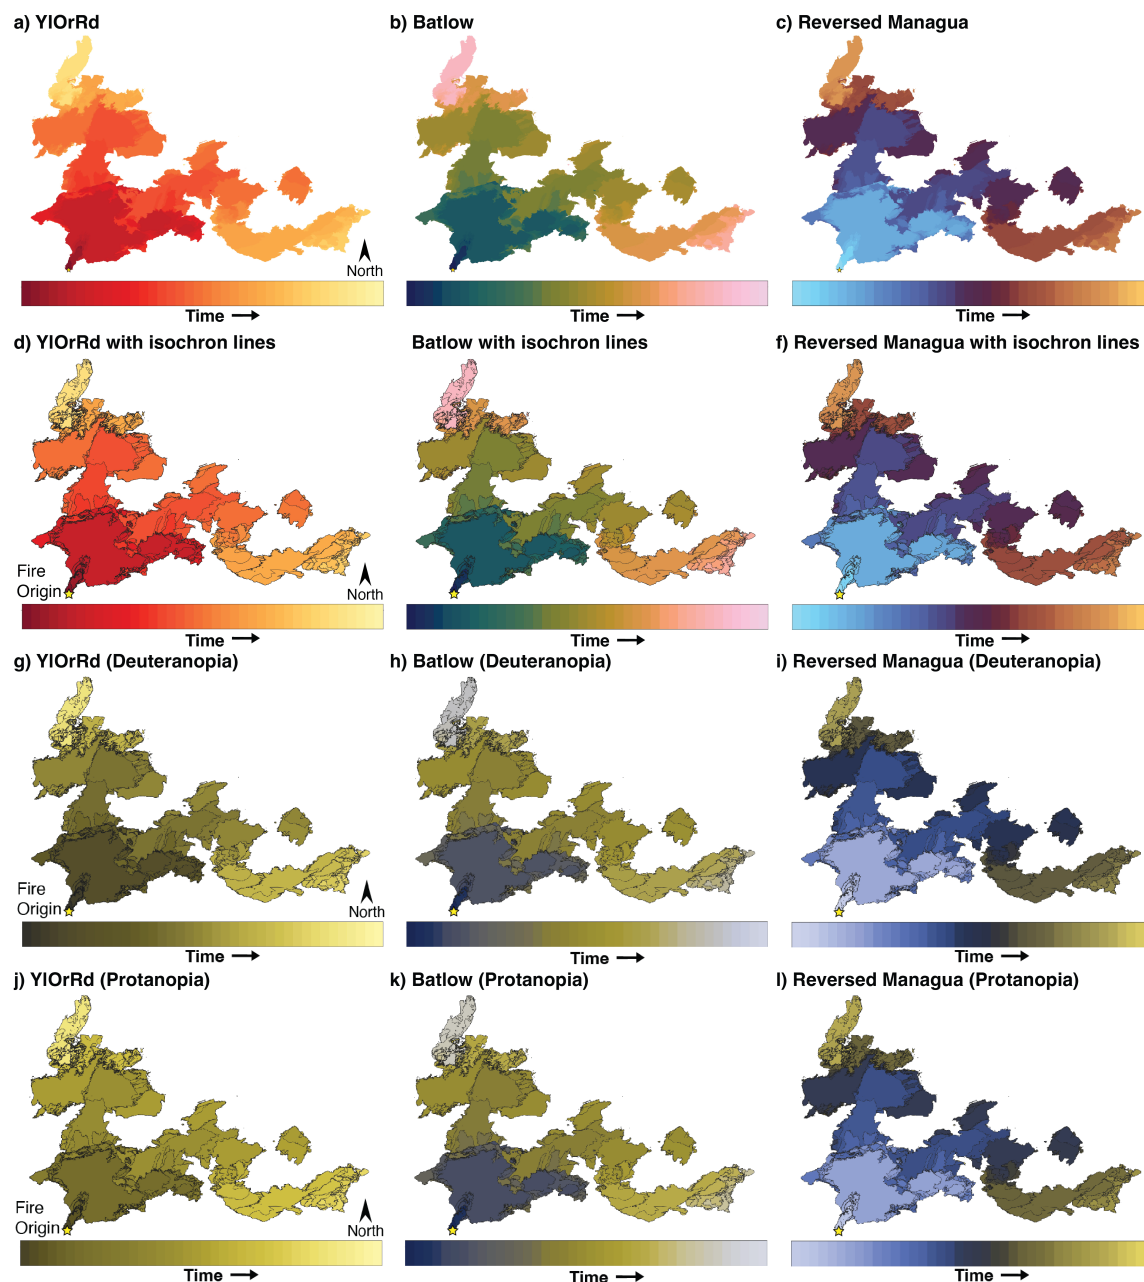 a) YlOrRd
b) Batlow
c) Reversed Managua
North
Time
Time
Time
d) YlOrRd with isochron lines
Batlow with isochron lines
f) Reversed Managua with isochron lines
Fire
Origin
North
Time
Time
Time
g) YlOrRd (Deuteranopia)
h) Batlow (Deuteranopia)
i) Reversed Managua (Deuteranopia)
Fire
Origin
North
Time
Time
Time
j) YlOrRd (Protanopia)
k) Batlow (Protanopia)
l) Reversed Managua (Protanopia)
Fire
Origin
North
Time
Time
Time